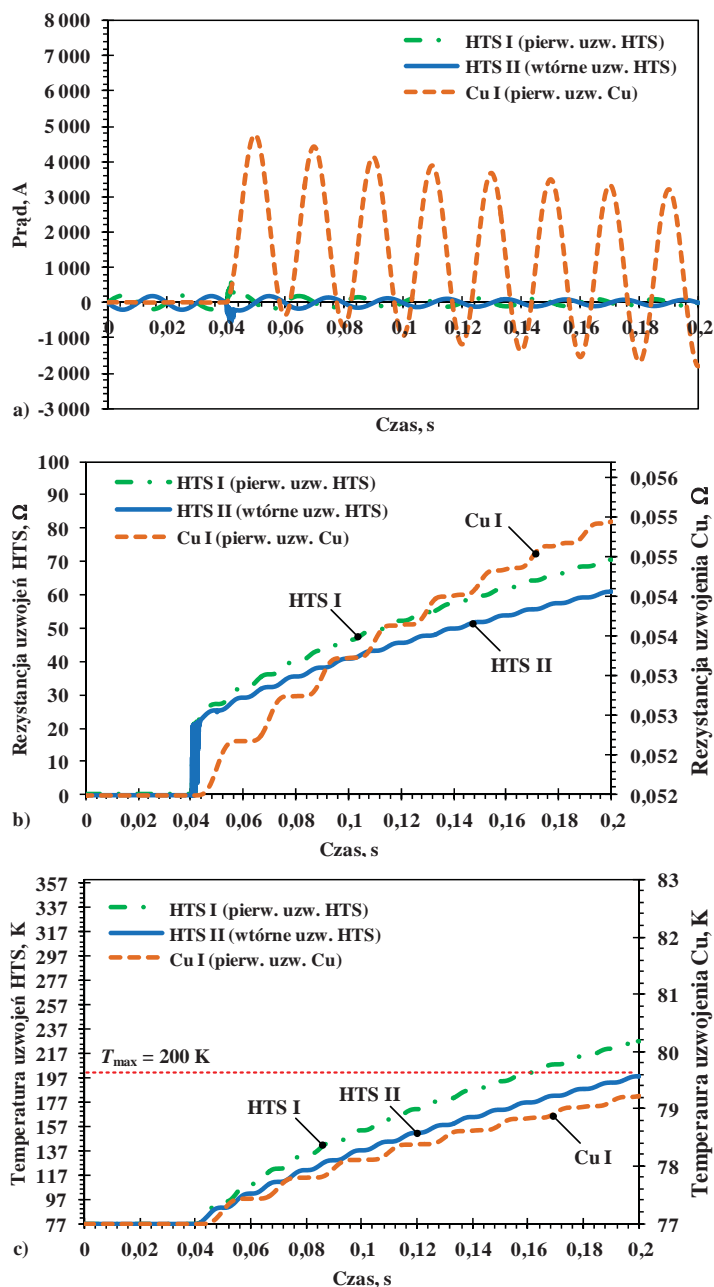 8 000
7 000
6 000
5 000
4 000
3 000
2 000
1 000
0
-1 000
-2 000
-3 000
Prąd, A
HTS I (pierw. uzw. HTS)
HTS II (wtórne uzw. HTS)
Cu I (pierw. uzw. Cu)
0 0,02 0,04 0,06 0,08 0,1 0,12 0,14 0,16 0,18 0,2
a)
Czas, s
100
90
80
70
60
50
40
30
20
10
0
Rezystancja uzwojeń HTS, Ω
HTS I (pierw. uzw. HTS)
HTS II (wtórne uzw. HTS)
Cu I (pierw. uzw. Cu)
Cu I
HTS I
HTS II
0,056
0,055
0,055
0,054
0,054
0,053
0,053
0,052
0,052
Rezystancja uzwojenia Cu, Ω
0 0,02 0,04 0,06 0,08 0,1 0,12 0,14 0,16 0,18 0,2
b)
Czas, s
357
337
317
297
277
257
237
217
197
177
157
137
117
97
77
Temperatura uzwojeń HTS, K
HTS I (pierw. uzw. HTS)
HTS II (wtórne uzw. HTS)
Cu I (pierw. uzw. Cu)
Tmax = 200 K
HTS I
HTS II
Cu I
83
82
81
80
79
78
77
Temperaura uzwojenia Cu, K
0 0,02 0,04 0,06 0,08 0,1 0,12 0,14 0,16 0,18 0,2
c)
Czas, s